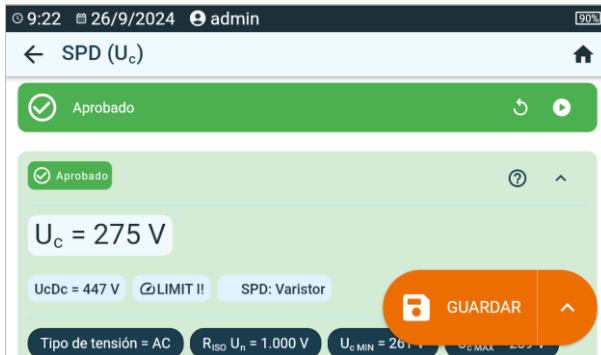 9:22 26/9/2024 admin 90%
SPD (Uc)
Aprobado
Aprobado
Uc = 275 V
UcDc = 447 V LIMIT I! SPD: Varistor
GUARDAR
Tipo de tensión = AC RISO Un = 1.000 V Uc MIN = 261 V